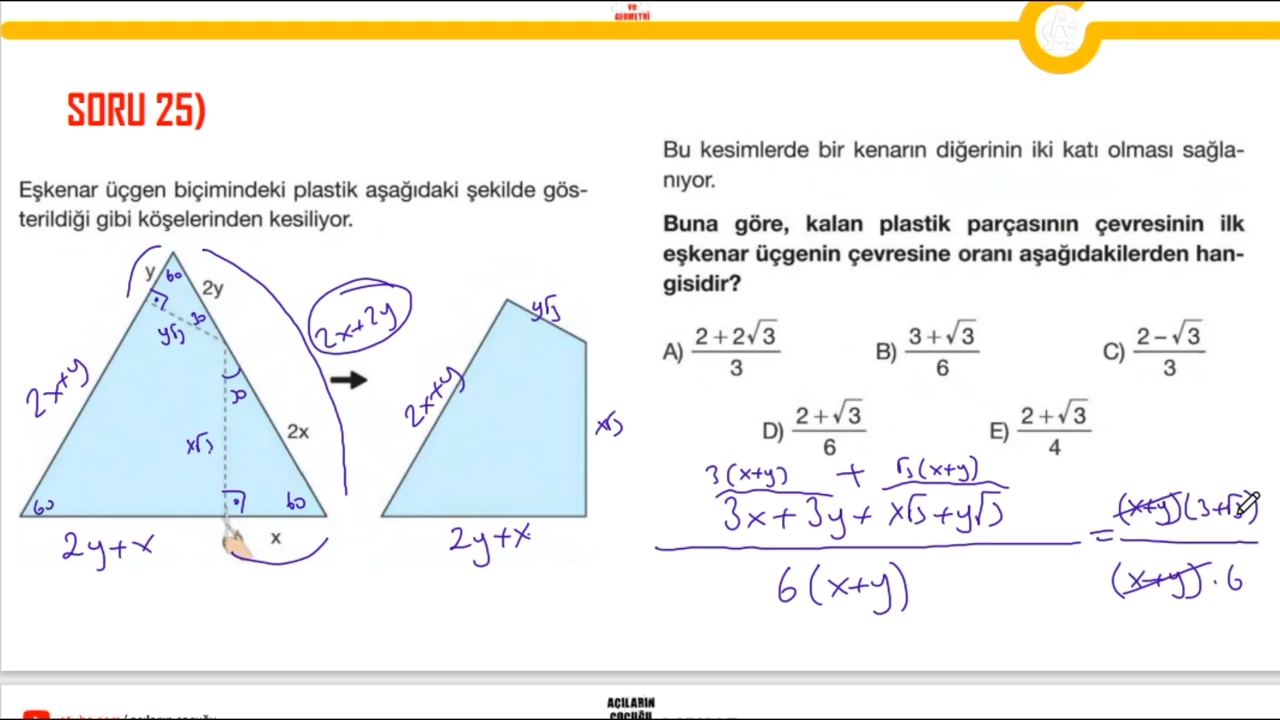 ve
GEOMETRİ
SORU 25)
Eşkenar üçgen biçimindeki plastik aşağıdaki şekilde gös-
terildiği gibi köşelerinden kesiliyor.
y 60 2y
30
y√3
2x+2y
2x+y
30
x√3
2x
60 60
2y+x x
y√3
2x+y
x√3
2y+x
Bu kesimlerde bir kenarın diğerinin iki katı olması sağla-
nıyor.
Buna göre, kalan plastik parçasının çevresinin ilk
eşkenar üçgenin çevresine oranı aşağıdakilerden han-
gisidir?
A) 2+2√3 / 3 B) 3+√3 / 6 C) 2−√3 / 3
D) 2+√3 / 6 E) 2+√3 / 4
3(x+y) + √3(x+y)
3x+3y+x√3+y√3 / 6(x+y) = (x+y)(3+√3) / (x+y).6
AÇILARIN
ÇOCUĞU